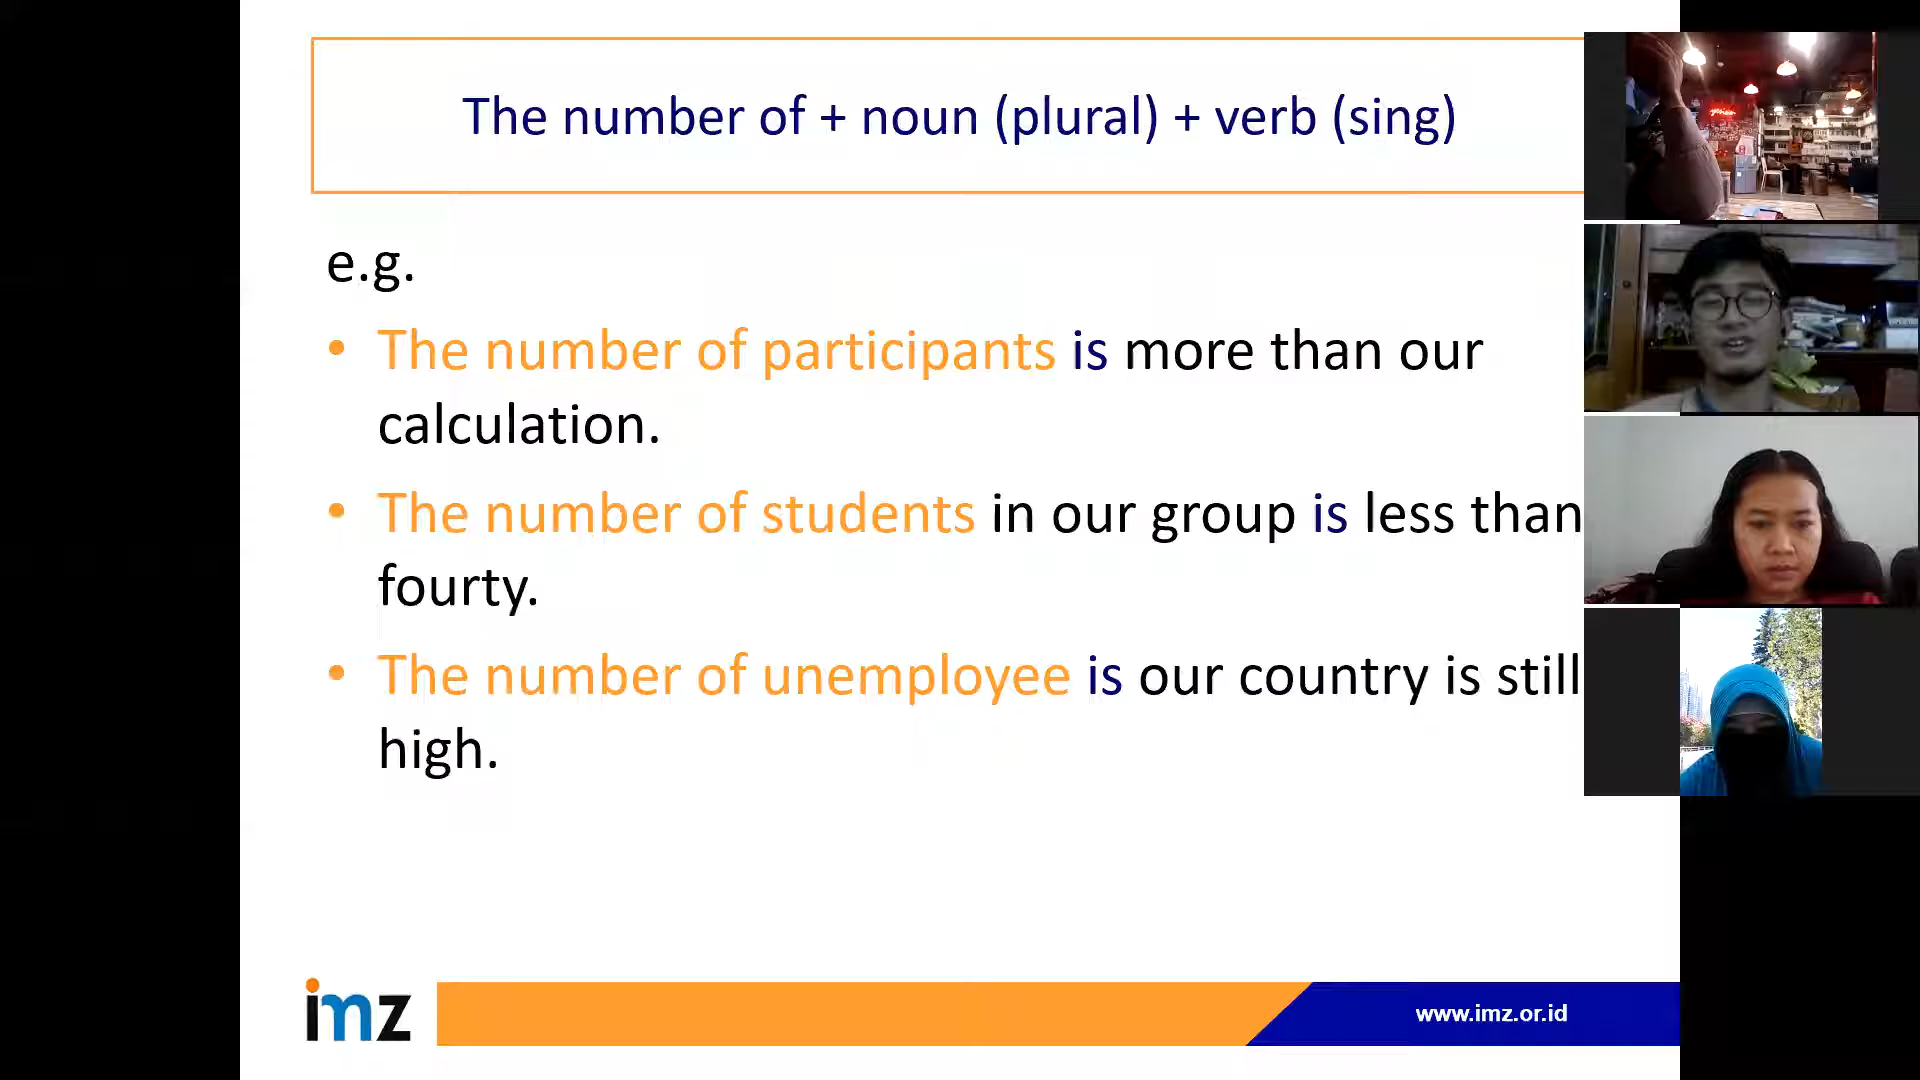 The number of + noun (plural) + verb (sing)
e.g.
• The number of participants is more than our
calculation.
• The number of students in our group is less than
fourty.
• The number of unemployee is our country is still
high.
imz
www.imz.or.id